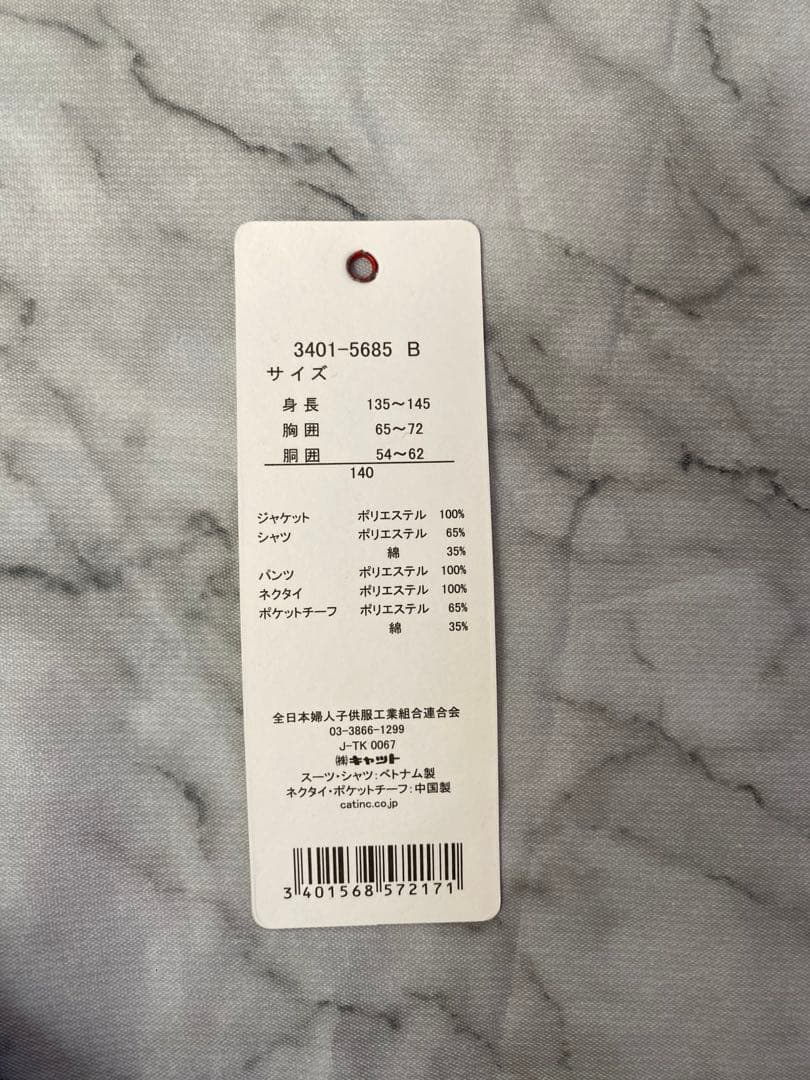 3401-5685 B
サイズ
身長 135～145
胸囲 65～72
胴囲 54～62
140
ジャケット ポリエステル 100%
シャツ ポリエステル 65%
綿 35%
パンツ ポリエステル 100%
ネクタイ ポリエステル 100%
ポケットチーフ ポリエステル 65%
綿 35%
全日本婦人子供服工業組合連合会
03-3866-1299
J-TK 0067
㈱キャット
スーツ・シャツ：ベトナム製
ネクタイ・ポケットチーフ：中国製
catinc.co.jp
3 401568 572171